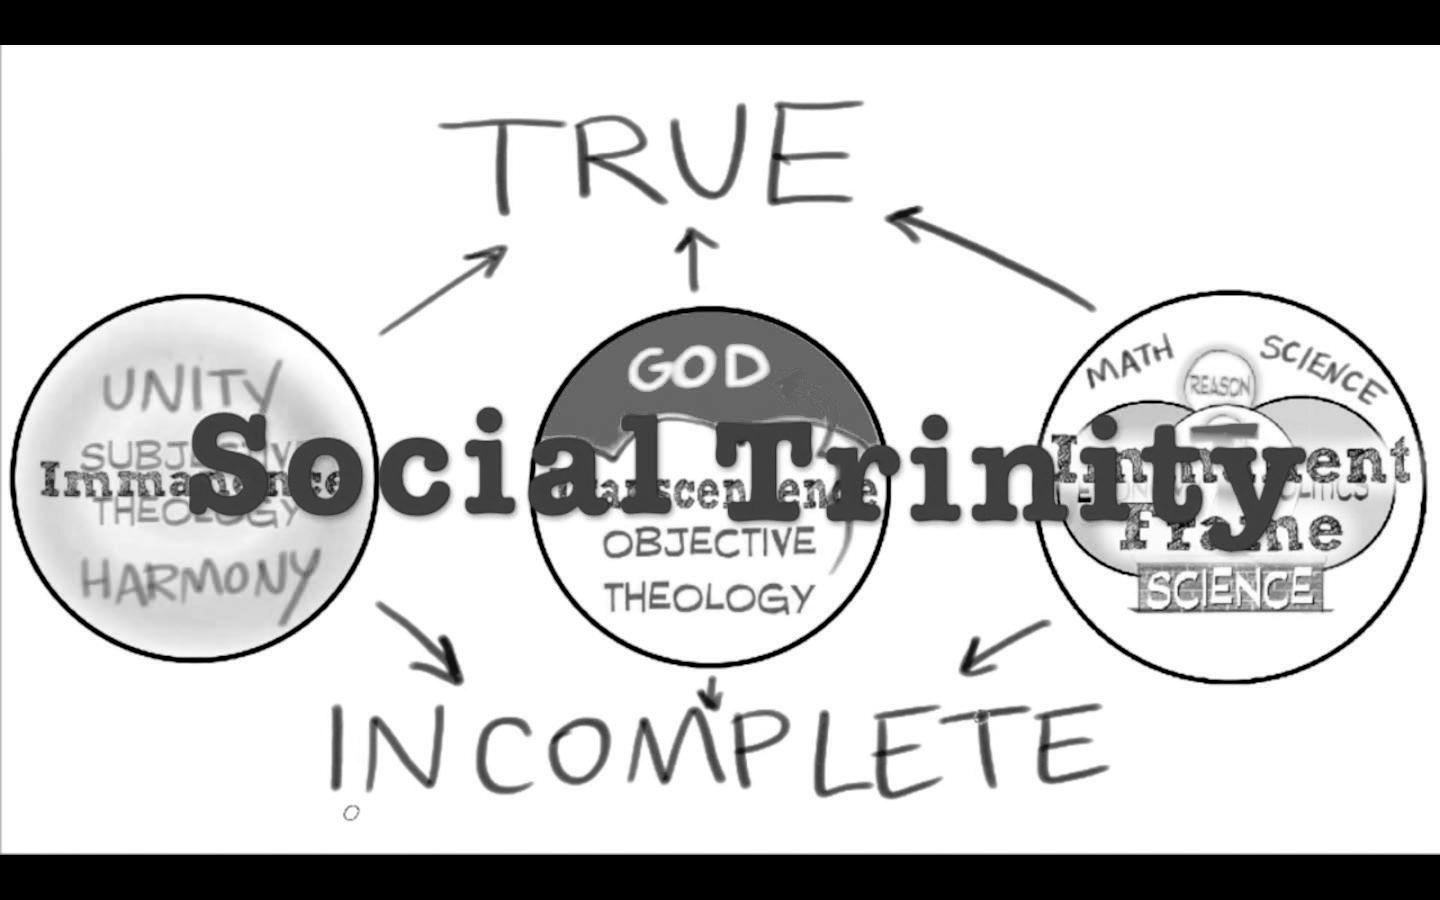 TRUE
UNITY
SUBJECTIVE
Immanence
THEOLOGY
HARMONY
GOD
Transcendence
OBJECTIVE
THEOLOGY
MATH
SCIENCE
REASON
Immanent
POLITICS
Frame
SCIENCE
Social Trinity
INCOMPLETE